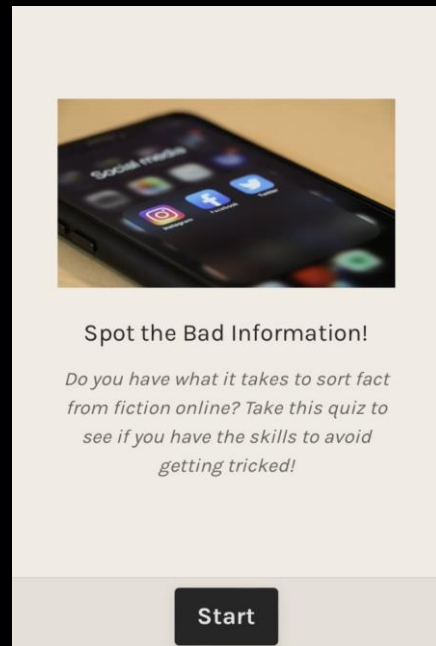 Social media
Instagram
Facebook
Twitter
Spot the Bad Information!
Do you have what it takes to sort fact
from fiction online? Take this quiz to
see if you have the skills to avoid
getting tricked!
Start